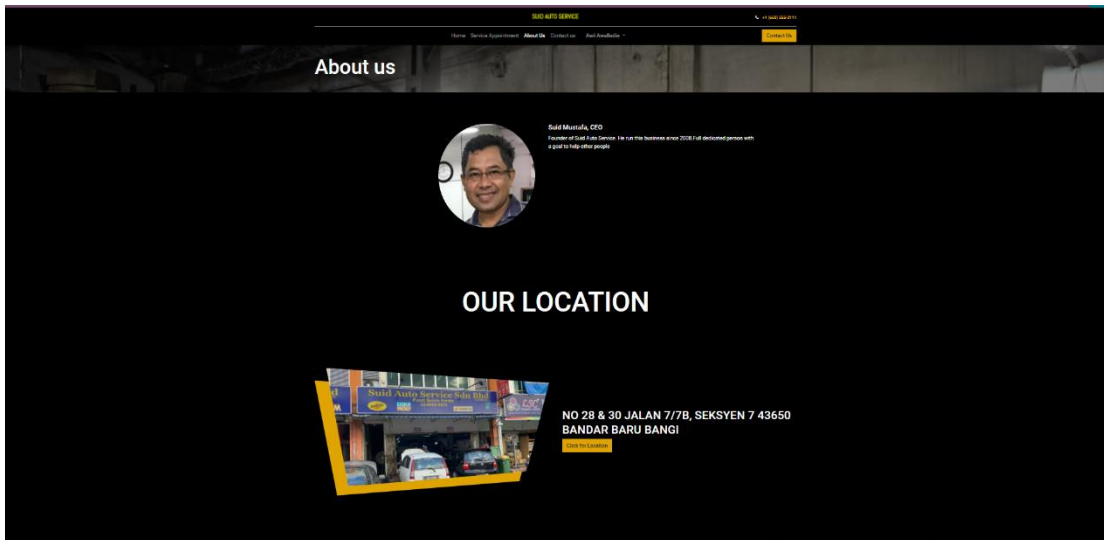 SUID AUTO SERVICE
Home Service Appointment About Us Contact us
Contact Us
About us
Suid Mustafa, CEO
Founder of Suid Auto Service. He run this business since 2008.Full dedicated person with
a goal to help other people
OUR LOCATION
Suid Auto Service Sdn Bhd
NO 28 & 30 JALAN 7/7B, SEKSYEN 7 43650
BANDAR BARU BANGI
Click for Location